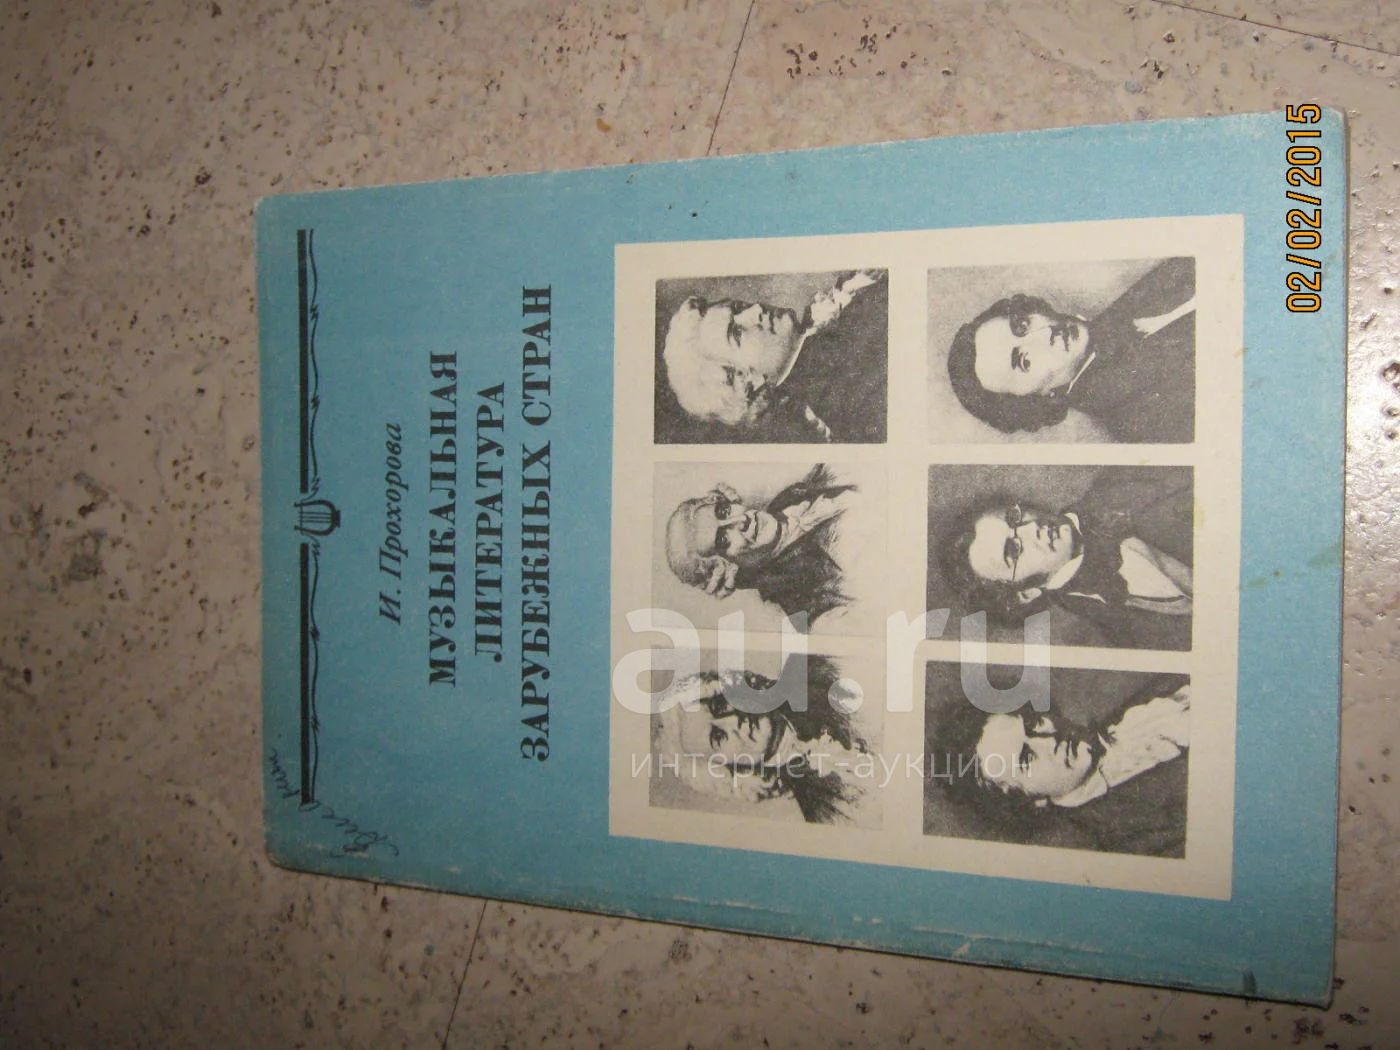 И. Прохорова
МУЗЫКАЛЬНАЯ
ЛИТЕРАТУРА
ЗАРУБЕЖНЫХ СТРАН
au.ru
интернет-аукцион
02/02/2015